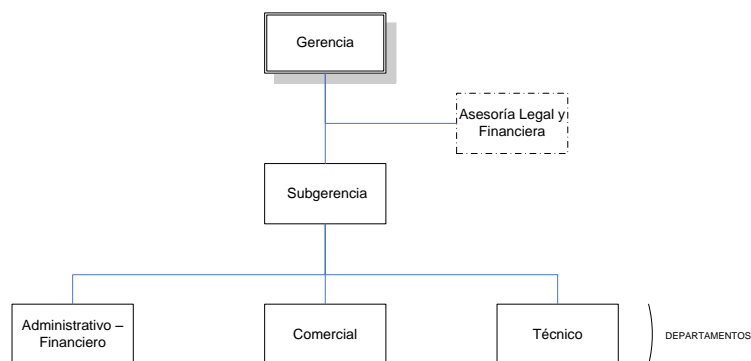 Gerencia
Asesoría Legal y
Financiera
Subgerencia
Administrativo –
Financiero
Comercial
Técnico
DEPARTAMENTOS